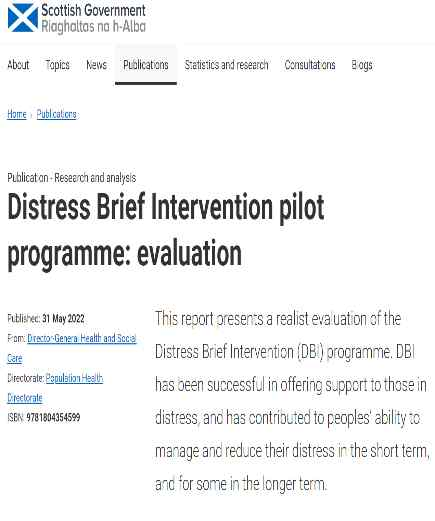 Scottish Government
Riaghaltas na h-Alba
About Topics News Publications Statistics and research Consultations Blogs
Home › Publications
Publication - Research and analysis
Distress Brief Intervention pilot
programme: evaluation
Published: 31 May 2022
From: Director-General Health and Social
Care
Directorate: Population Health
Directorate
ISBN: 9781804354599
This report presents a realist evaluation of the
Distress Brief Intervention (DBI) programme. DBI
has been successful in offering support to those in
distress, and has contributed to peoples' ability to
manage and reduce their distress in the short term,
and for some in the longer term.